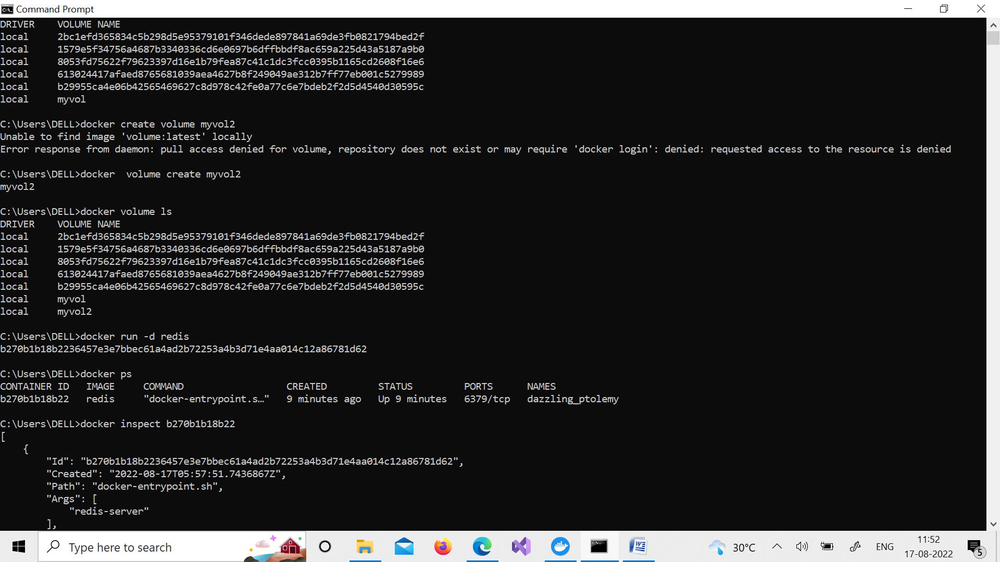 Command Prompt
DRIVER    VOLUME NAME
local     2bc1efd365834c5b298d5e95379101f346dede897841a69de3fb0821794bed2f
local     1579e5f34756a4687b3340336cd6e0697b6dffbbdf8ac659a225d43a5187a9b0
local     8053fd75622f79623397d16e1b79fea87c41c1dc3fcc0395b1165cd2608f16e6
local     613024417afaed8765681039aea4627b8f249049ae312b7ff77eb001c5279989
local     b29955ca4e06b42565469627c8d978c42fe0a77c6e7bdeb2f2d5d4540d30595c
local     myvol
C:\Users\DELL>docker create volume myvol2
Unable to find image 'volume:latest' locally
Error response from daemon: pull access denied for volume, repository does not exist or may require 'docker login': denied: requested access to the resource is denied
C:\Users\DELL>docker  volume create myvol2
myvol2
C:\Users\DELL>docker volume ls
DRIVER    VOLUME NAME
local     2bc1efd365834c5b298d5e95379101f346dede897841a69de3fb0821794bed2f
local     1579e5f34756a4687b3340336cd6e0697b6dffbbdf8ac659a225d43a5187a9b0
local     8053fd75622f79623397d16e1b79fea87c41c1dc3fcc0395b1165cd2608f16e6
local     613024417afaed8765681039aea4627b8f249049ae312b7ff77eb001c5279989
local     b29955ca4e06b42565469627c8d978c42fe0a77c6e7bdeb2f2d5d4540d30595c
local     myvol
local     myvol2
C:\Users\DELL>docker run -d redis
b270b1b18b2236457e3e7bbec61a4ad2b72253a4b3d71e4aa014c12a86781d62
C:\Users\DELL>docker ps
CONTAINER ID   IMAGE     COMMAND                  CREATED         STATUS         PORTS      NAMES
b270b1b18b22   redis     "docker-entrypoint.s…"   9 minutes ago   Up 9 minutes   6379/tcp   dazzling_ptolemy
C:\Users\DELL>docker inspect b270b1b18b22
[
    {
        "Id": "b270b1b18b2236457e3e7bbec61a4ad2b72253a4b3d71e4aa014c12a86781d62",
        "Created": "2022-08-17T05:57:51.7436867Z",
        "Path": "docker-entrypoint.sh",
        "Args": [
            "redis-server"
        ],
Type here to search
30°C
ENG
11:52
17-08-2022
5